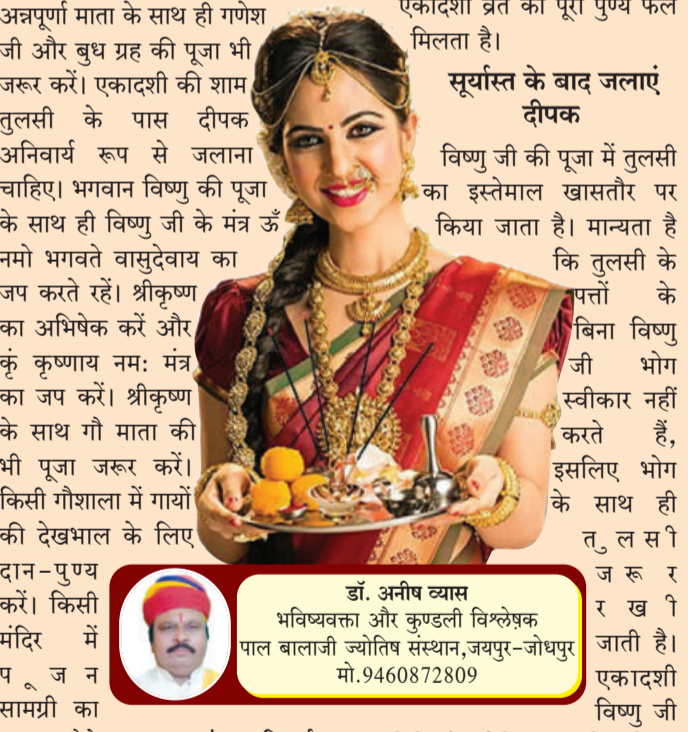 अन्नपूर्णा माता के साथ ही गणेश
जी और बुध ग्रह की पूजा भी
जरूर करें। एकादशी की शाम
तुलसी के पास दीपक
अनिवार्य रूप से जलाना
चाहिए। भगवान विष्णु की पूजा
के साथ ही विष्णु जी के मंत्र ऊँ
नमो भगवते वासुदेवाय का
जप करते रहें। श्रीकृष्ण
का अभिषेक करें और
कृं कृष्णाय नम: मंत्र
का जप करें। श्रीकृष्ण
के साथ गौ माता की
भी पूजा जरूर करें।
किसी गौशाला में गायों
की देखभाल के लिए
दान-पुण्य
करें। किसी
मंदिर में
पूजन
सामग्री का
एकादशी व्रत का पूरा पुण्य फल
मिलता है।
सूर्यास्त के बाद जलाएं
दीपक
विष्णु जी की पूजा में तुलसी
का इस्तेमाल खासतौर पर
किया जाता है। मान्यता है
कि तुलसी के
पत्तों के
बिना विष्णु
जी भोग
स्वीकार नहीं
करते हैं,
इसलिए भोग
के साथ ही
तुलसी
जरूर
रखी
जाती है।
एकादशी
विष्णु जी
डॉ. अनीष व्यास
भविष्यवक्ता और कुण्डली विश्लेष़क
पाल बालाजी ज्योतिष संस्थान,जयपुर-जोधपुर
मो.9460872809